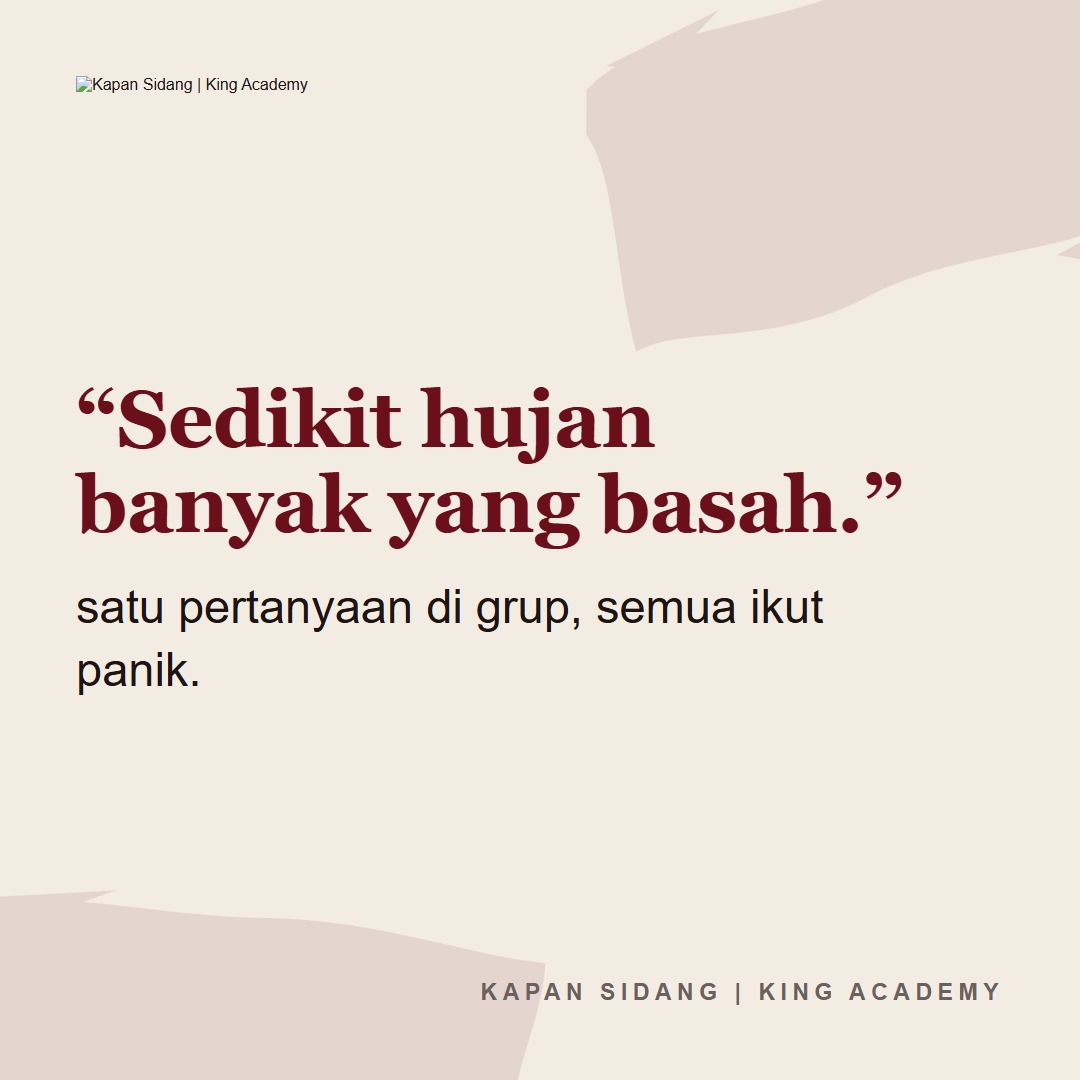 Kapan Sidang | King Academy
“Sedikit hujan
banyak yang basah.”
satu pertanyaan di grup, semua ikut
panik.
KAPAN SIDANG | KING ACADEMY